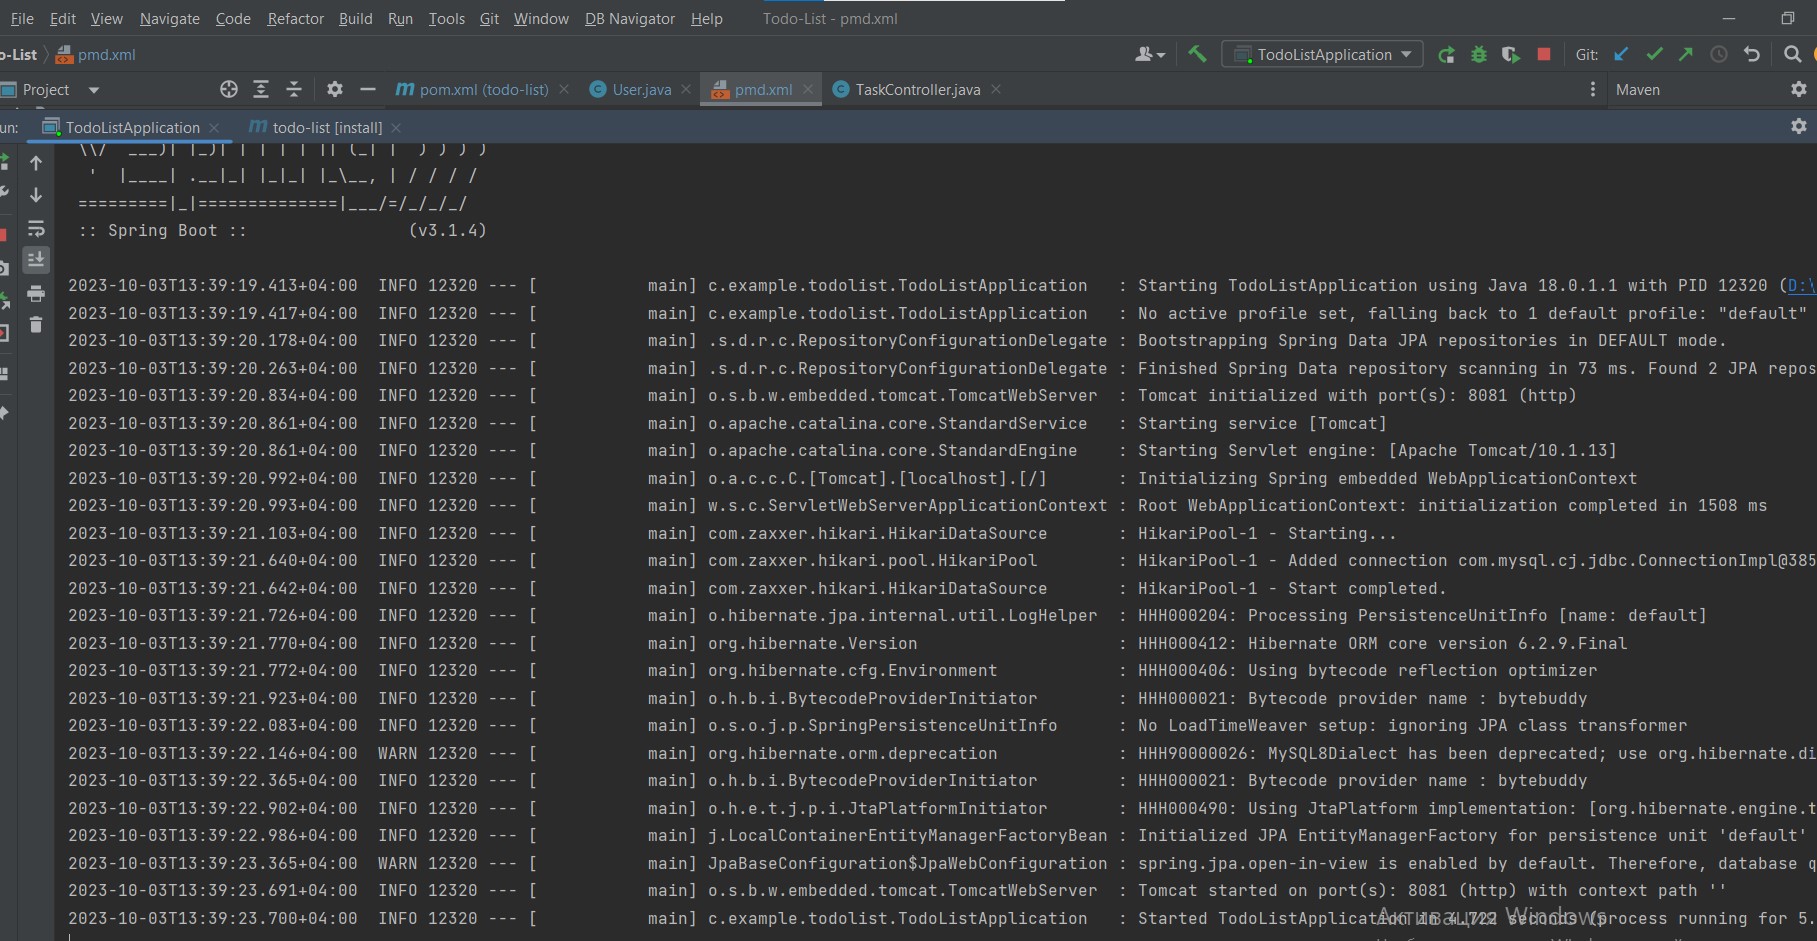 File Edit View Navigate Code Refactor Build Run Tools Git Window DB Navigator Help Todo-List - pmd.xml
o-List pmd.xml TodoListApplication Git:
Project pom.xml (todo-list) User.java pmd.xml TaskController.java Maven
un: TodoListApplication todo-list [install]
\\/  ___)| |_)| | | | | || (_| |  ) ) ) )
'  |____| .__|_| |_|_| |_\__, | / / / /
=========|_|==============|___/=/_/_/_/
:: Spring Boot :: (v3.1.4)
2023-10-03T13:39:19.413+04:00 INFO 12320 --- [ main] c.example.todolist.TodoListApplication : Starting TodoListApplication using Java 18.0.1.1 with PID 12320 (D:\
2023-10-03T13:39:19.417+04:00 INFO 12320 --- [ main] c.example.todolist.TodoListApplication : No active profile set, falling back to 1 default profile: "default"
2023-10-03T13:39:20.178+04:00 INFO 12320 --- [ main] .s.d.r.c.RepositoryConfigurationDelegate : Bootstrapping Spring Data JPA repositories in DEFAULT mode.
2023-10-03T13:39:20.263+04:00 INFO 12320 --- [ main] .s.d.r.c.RepositoryConfigurationDelegate : Finished Spring Data repository scanning in 73 ms. Found 2 JPA repos
2023-10-03T13:39:20.834+04:00 INFO 12320 --- [ main] o.s.b.w.embedded.tomcat.TomcatWebServer : Tomcat initialized with port(s): 8081 (http)
2023-10-03T13:39:20.861+04:00 INFO 12320 --- [ main] o.apache.catalina.core.StandardService : Starting service [Tomcat]
2023-10-03T13:39:20.861+04:00 INFO 12320 --- [ main] o.apache.catalina.core.StandardEngine : Starting Servlet engine: [Apache Tomcat/10.1.13]
2023-10-03T13:39:20.992+04:00 INFO 12320 --- [ main] o.a.c.c.C.[Tomcat].[localhost].[/] : Initializing Spring embedded WebApplicationContext
2023-10-03T13:39:20.993+04:00 INFO 12320 --- [ main] w.s.c.ServletWebServerApplicationContext : Root WebApplicationContext: initialization completed in 1508 ms
2023-10-03T13:39:21.103+04:00 INFO 12320 --- [ main] com.zaxxer.hikari.HikariDataSource : HikariPool-1 - Starting...
2023-10-03T13:39:21.640+04:00 INFO 12320 --- [ main] com.zaxxer.hikari.pool.HikariPool : HikariPool-1 - Added connection com.mysql.cj.jdbc.ConnectionImpl@385
2023-10-03T13:39:21.642+04:00 INFO 12320 --- [ main] com.zaxxer.hikari.HikariDataSource : HikariPool-1 - Start completed.
2023-10-03T13:39:21.726+04:00 INFO 12320 --- [ main] o.hibernate.jpa.internal.util.LogHelper : HHH000204: Processing PersistenceUnitInfo [name: default]
2023-10-03T13:39:21.770+04:00 INFO 12320 --- [ main] org.hibernate.Version : HHH000412: Hibernate ORM core version 6.2.9.Final
2023-10-03T13:39:21.772+04:00 INFO 12320 --- [ main] org.hibernate.cfg.Environment : HHH000406: Using bytecode reflection optimizer
2023-10-03T13:39:21.923+04:00 INFO 12320 --- [ main] o.h.b.i.BytecodeProviderInitiator : HHH000021: Bytecode provider name : bytebuddy
2023-10-03T13:39:22.083+04:00 INFO 12320 --- [ main] o.s.o.j.p.SpringPersistenceUnitInfo : No LoadTimeWeaver setup: ignoring JPA class transformer
2023-10-03T13:39:22.146+04:00 WARN 12320 --- [ main] org.hibernate.orm.deprecation : HHH90000026: MySQL8Dialect has been deprecated; use org.hibernate.di
2023-10-03T13:39:22.365+04:00 INFO 12320 --- [ main] o.h.b.i.BytecodeProviderInitiator : HHH000021: Bytecode provider name : bytebuddy
2023-10-03T13:39:22.902+04:00 INFO 12320 --- [ main] o.h.e.t.j.p.i.JtaPlatformInitiator : HHH000490: Using JtaPlatform implementation: [org.hibernate.engine.t
2023-10-03T13:39:22.986+04:00 INFO 12320 --- [ main] j.LocalContainerEntityManagerFactoryBean : Initialized JPA EntityManagerFactory for persistence unit 'default'
2023-10-03T13:39:23.365+04:00 WARN 12320 --- [ main] JpaBaseConfiguration$JpaWebConfiguration : spring.jpa.open-in-view is enabled by default. Therefore, database q
2023-10-03T13:39:23.691+04:00 INFO 12320 --- [ main] o.s.b.w.embedded.tomcat.TomcatWebServer : Tomcat started on port(s): 8081 (http) with context path ''
2023-10-03T13:39:23.700+04:00 INFO 12320 --- [ main] c.example.todolist.TodoListApplication : Started TodoListApplication in 4.722 seconds (process running for 5.
Активация Windows